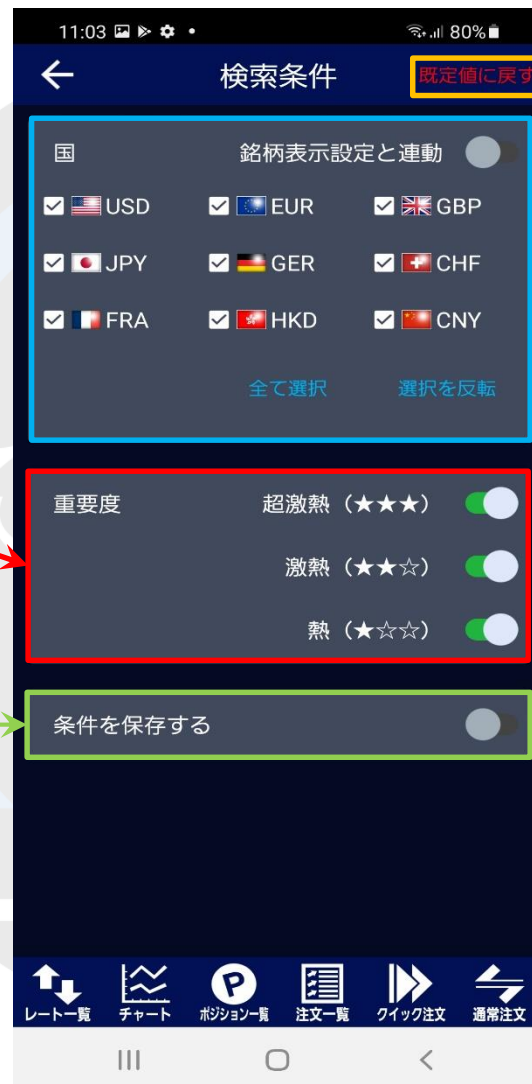 11:03 80%
検索条件 既定値に戻す
国 銘柄表示設定と連動
USD EUR GBP
JPY GER CHF
FRA HKD CNY
全て選択 選択を反転
重要度 超激熱（★★★）
激熱（★★☆）
熱（★☆☆）
条件を保存する
P
レート一覧 チャート ポジション一覧 注文一覧 クイック注文 通常注文